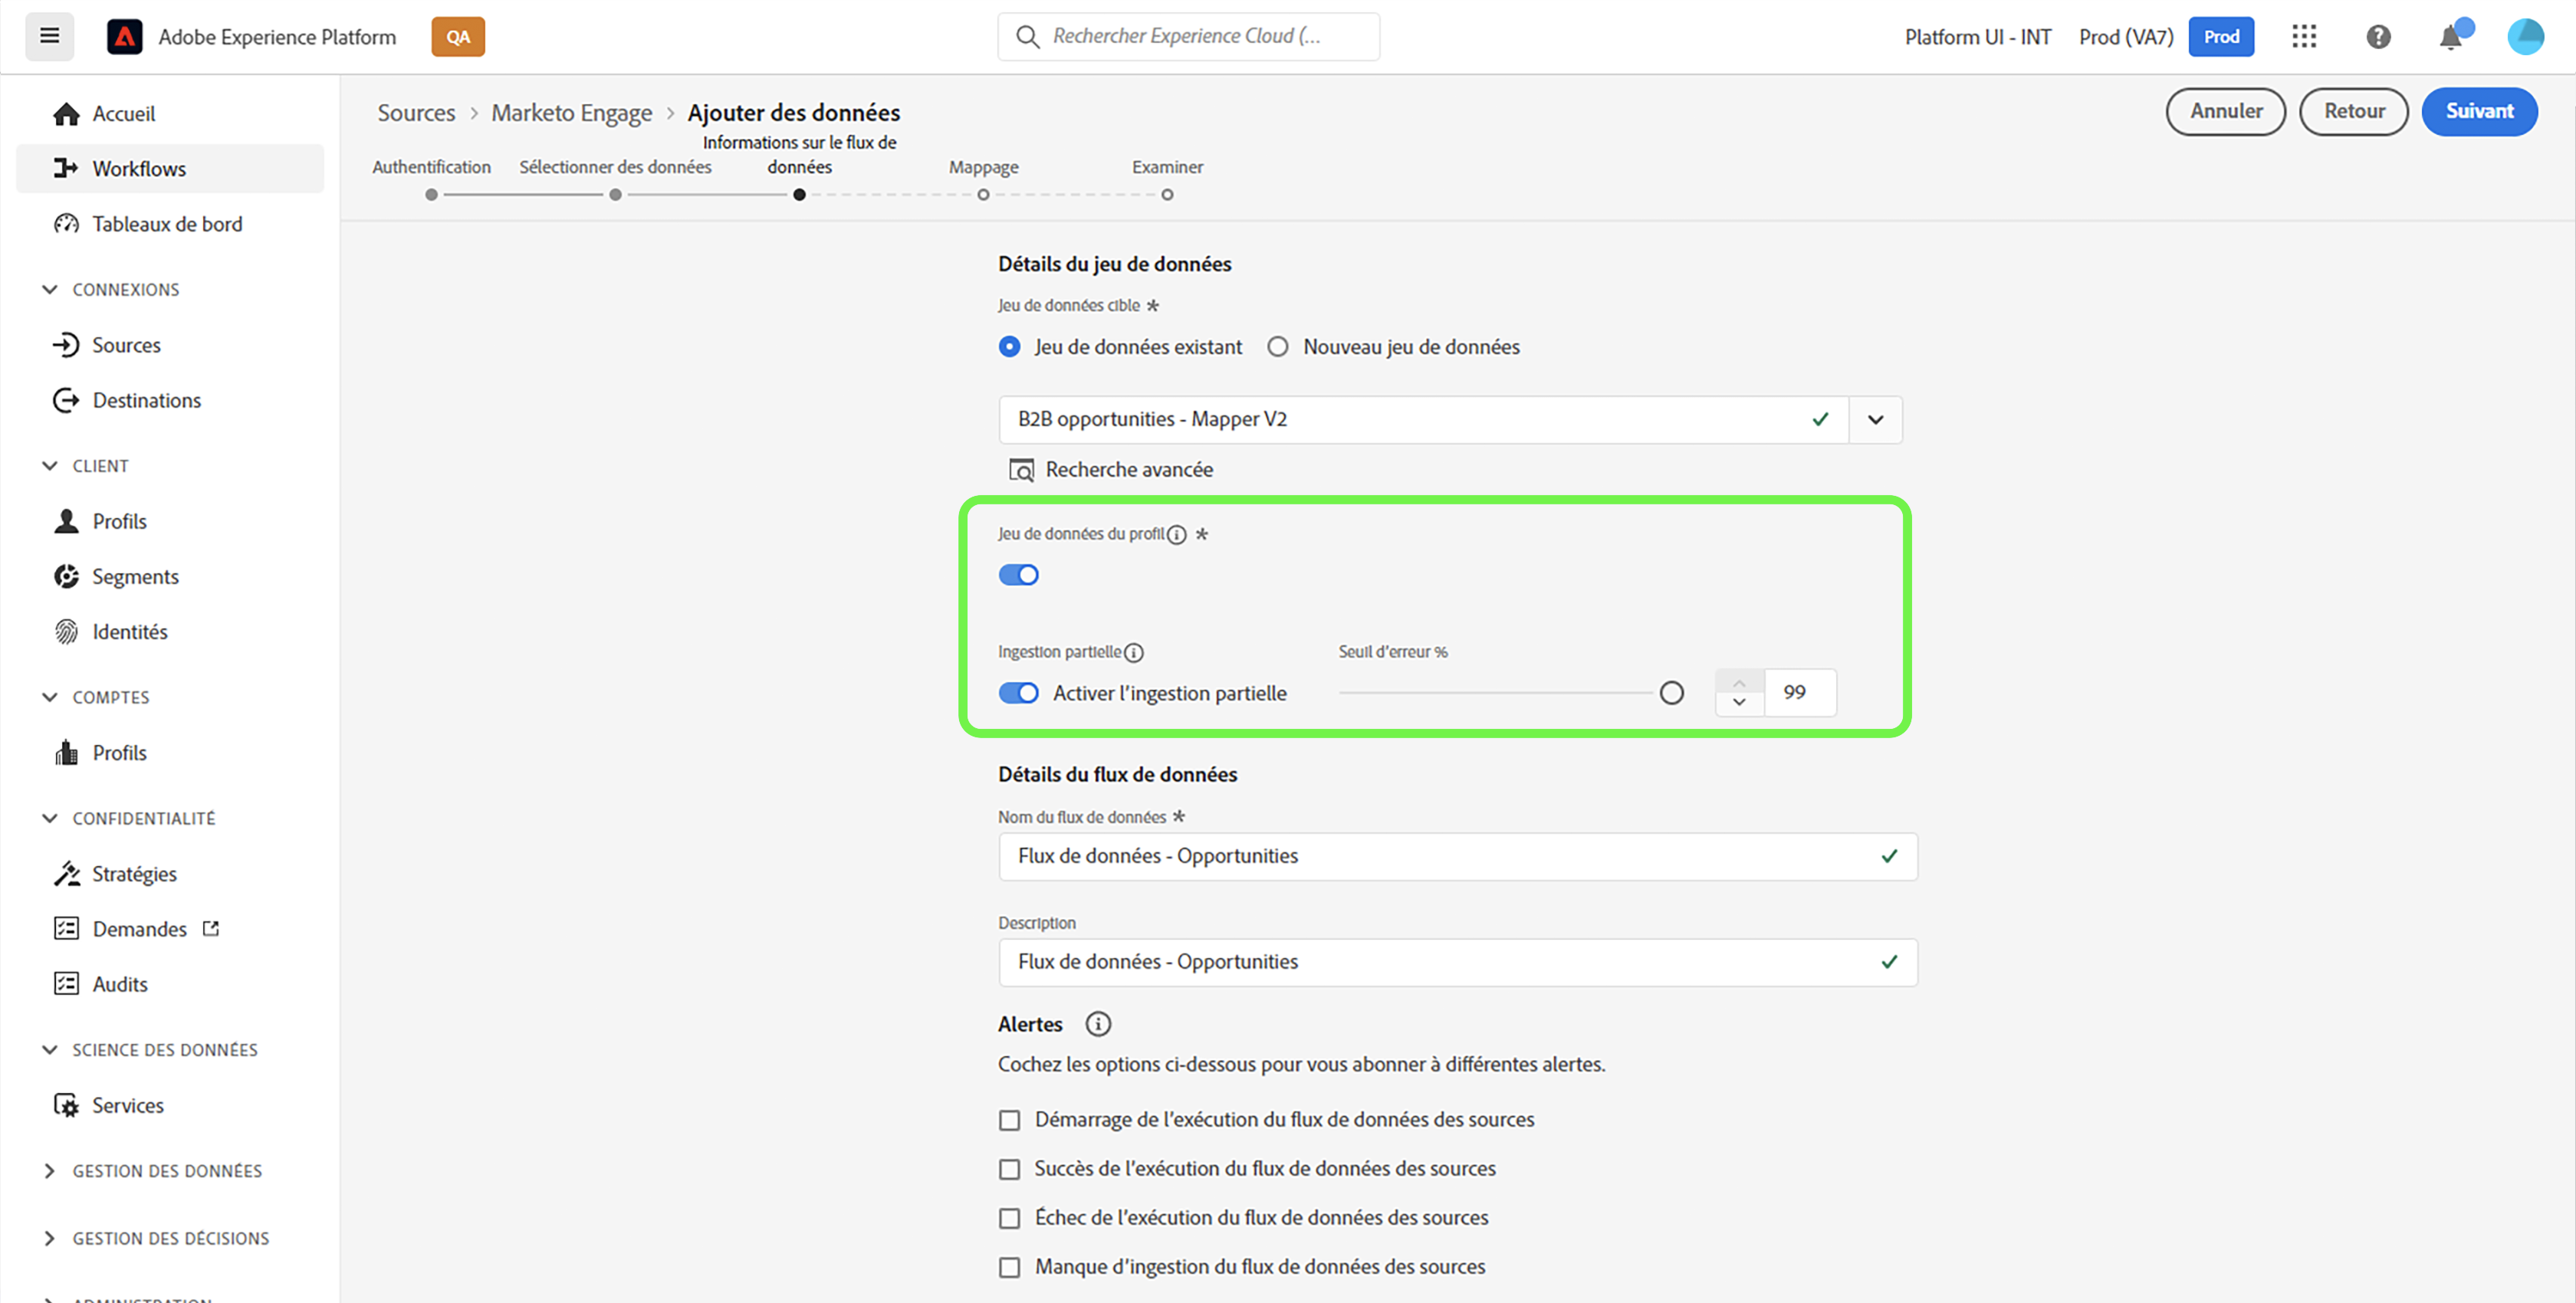 Adobe Experience Platform QA Rechercher Experience Cloud (... Platform UI - INT Prod (VA7) Prod
Sources > Marketo Engage > Ajouter des données
Annuler Retour Suivant
Authentification
Sélectionner des données
Informations sur le flux de
données
Mappage
Examiner
Accueil
Workflows
Tableaux de bord
CONNEXIONS
Sources
Destinations
CLIENT
Profils
Segments
Identités
COMPTES
Profils
CONFIDENTIALITÉ
Stratégies
Demandes
Audits
SCIENCE DES DONNÉES
Services
GESTION DES DONNÉES
GESTION DES DÉCISIONS
ADMINISTRATION
Détails du jeu de données
Jeu de données cible *
Jeu de données existant Nouveau jeu de données
B2B opportunities - Mapper V2
Recherche avancée
Jeu de données du profil *
Ingestion partielle Seuil d'erreur %
Activer l'ingestion partielle 99
Détails du flux de données
Nom du flux de données *
Flux de données - Opportunities
Description
Flux de données - Opportunities
Alertes
Cochez les options ci-dessous pour vous abonner à différentes alertes.
Démarrage de l'exécution du flux de données des sources
Succès de l'exécution du flux de données des sources
Échec de l'exécution du flux de données des sources
Manque d'ingestion du flux de données des sources